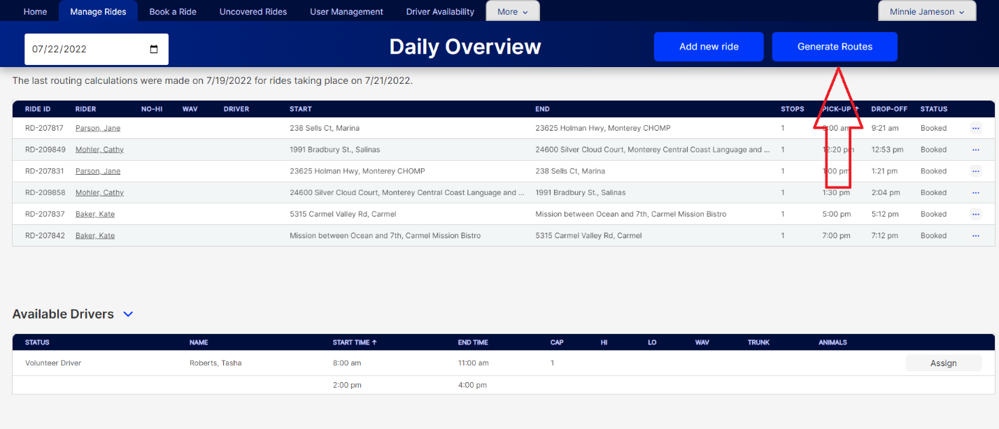 Home Manage Rides Book a Ride Uncovered Rides User Management Driver Availability More Minnie Jameson
07/22/2022 Daily Overview Add new ride Generate Routes
The last routing calculations were made on 7/19/2022 for rides taking place on 7/21/2022.
RIDE ID RIDER NO-HI WAV DRIVER START END STOPS PICK-UP ↑ DROP-OFF STATUS
RD-207817 Parson, Jane 238 Sells Ct, Marina 23625 Holman Hwy, Monterey CHOMP 1 9:00 am 9:21 am Booked ...
RD-209849 Mohler, Cathy 1991 Bradbury St., Salinas 24600 Silver Cloud Court, Monterey Central Coast Language and ... 1 12:20 pm 12:53 pm Booked ...
RD-207831 Parson, Jane 23625 Holman Hwy, Monterey CHOMP 238 Sells Ct, Marina 1 1:00 pm 1:21 pm Booked ...
RD-209858 Mohler, Cathy 24600 Silver Cloud Court, Monterey Central Coast Language and ... 1991 Bradbury St., Salinas 1 1:30 pm 2:04 pm Booked ...
RD-207837 Baker, Kate 5315 Carmel Valley Rd, Carmel Mission between Ocean and 7th, Carmel Mission Bistro 1 5:00 pm 5:12 pm Booked ...
RD-207842 Baker, Kate Mission between Ocean and 7th, Carmel Mission Bistro 5315 Carmel Valley Rd, Carmel 1 7:00 pm 7:12 pm Booked ...
Available Drivers
STATUS NAME START TIME ↑ END TIME CAP HI LO WAV TRUNK ANIMALS
Volunteer Driver Roberts, Tasha 8:00 am 11:00 am 1 Assign
2:00 pm 4:00 pm